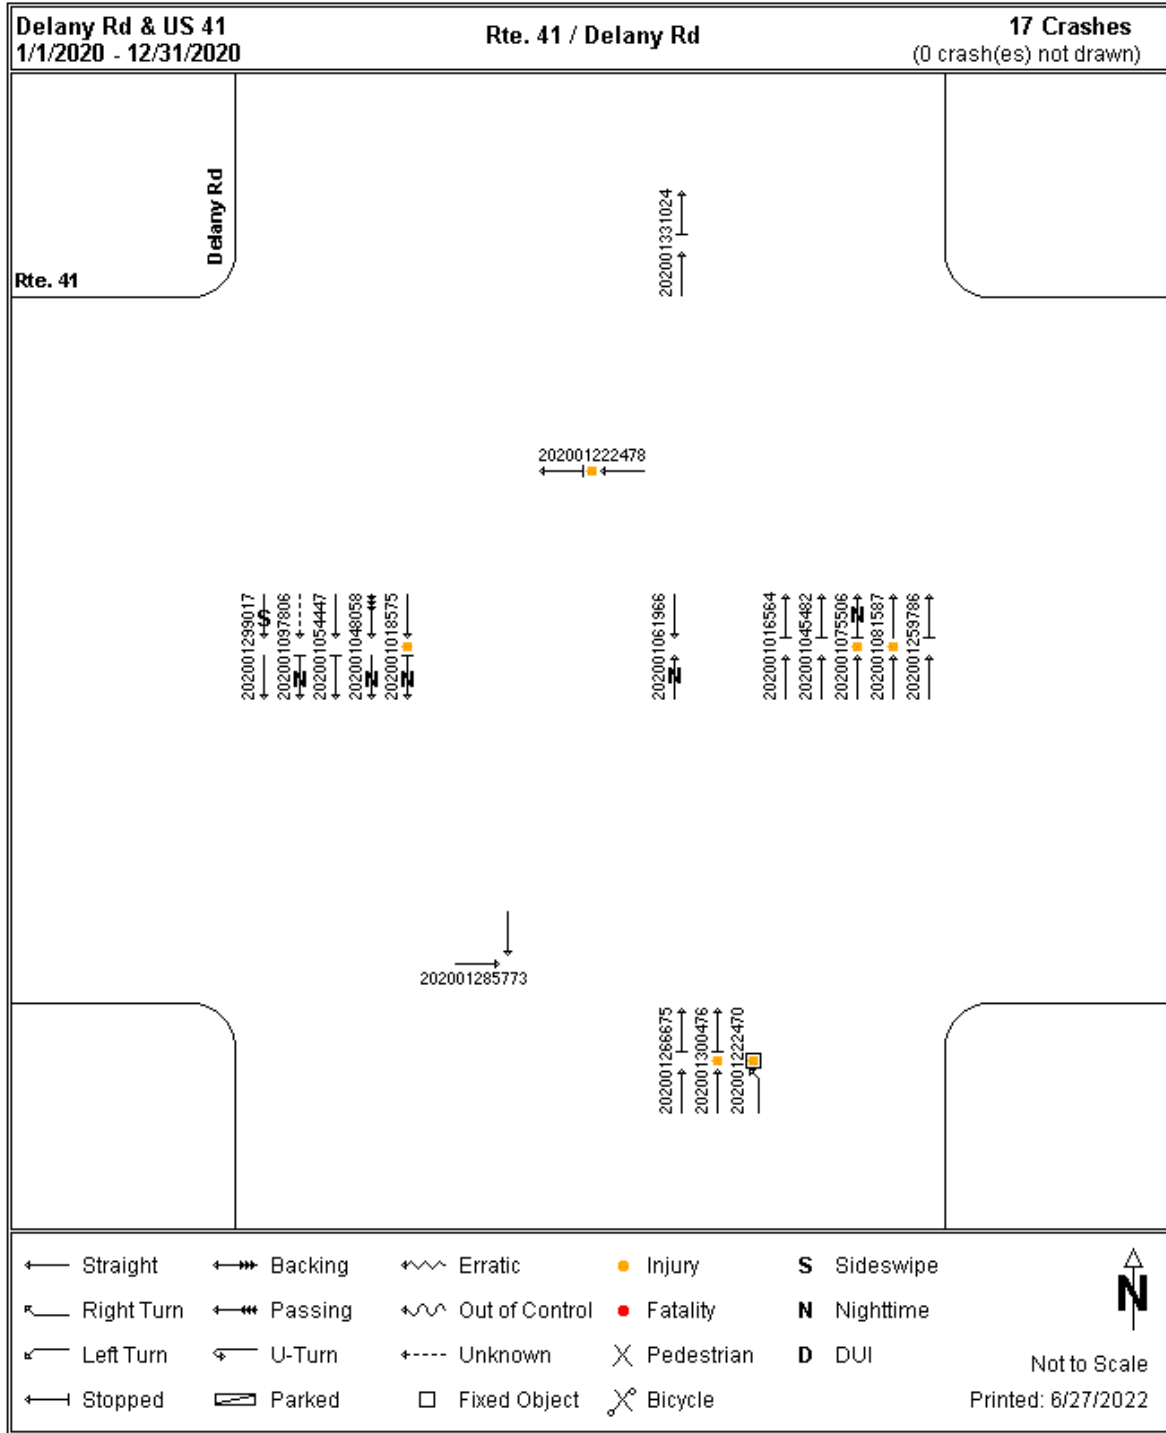 Delany Rd & US 41
1/1/2020 - 12/31/2020
Rte. 41 / Delany Rd
17 Crashes
(0 crash(es) not drawn)
Delany Rd
Rte. 41
202001331024
202001222478
202001299017
S
202001097806
N
202001054447
202001048058
N
202001018575
N
202001061966
N
202001016564
202001045482
202001075506
N
202001081587
202001259786
202001285773
202001266675
202001300476
202001222470
Straight
Backing
Erratic
Injury
S Sideswipe
Right Turn
Passing
Out of Control
Fatality
N Nighttime
Left Turn
U-Turn
Unknown
Pedestrian
D DUI
Stopped
Parked
Fixed Object
Bicycle
N
Not to Scale
Printed: 6/27/2022